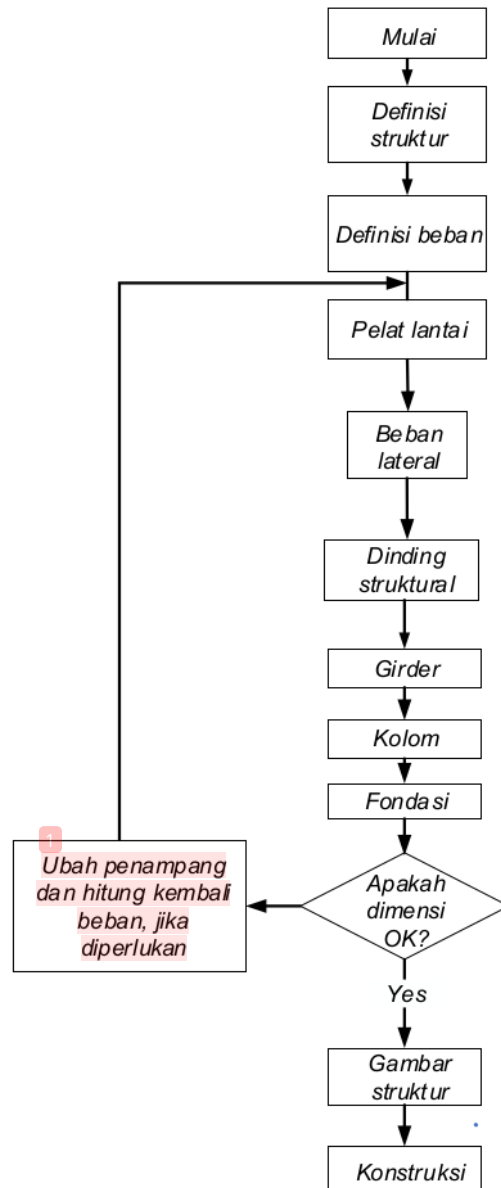 Mulai
Definisi
struktur
Definisi beban
Pelat lantai
Beban
lateral
Dinding
struktural
Girder
Kolom
Fondasi
1
Ubah penampang
dan hitung kembali
beban, jika
diperlukan
Apakah
dimensi
OK?
Yes
Gambar
struktur
Konstruksi